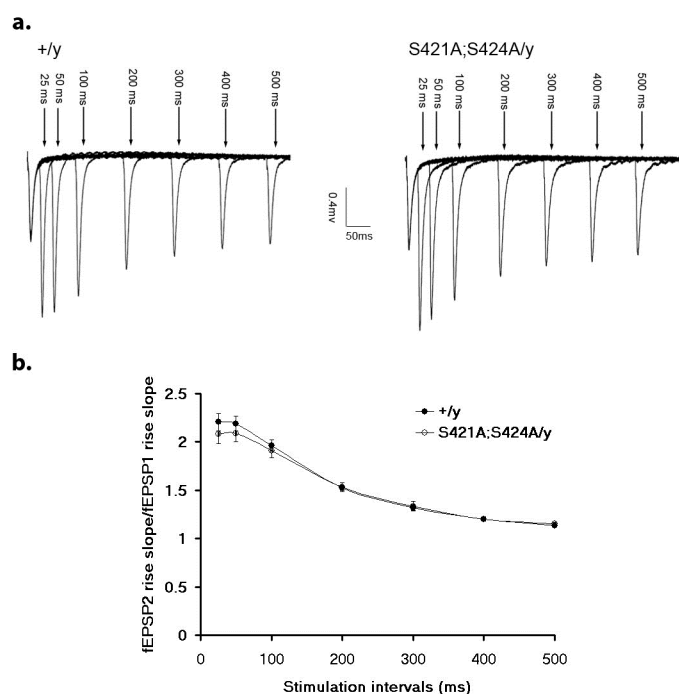 a.
+/y
S421A;S424A/y
25 ms
50 ms
100 ms
200 ms
300 ms
400 ms
500 ms
25 ms
50 ms
100 ms
200 ms
300 ms
400 ms
500 ms
0.4mv
50ms
b.
fEPSP2 rise slope/fEPSP1 rise slope
2.5
2
1.5
1
0.5
0
+/y
S421A;S424A/y
0
100
200
300
400
500
Stimulation intervals (ms)